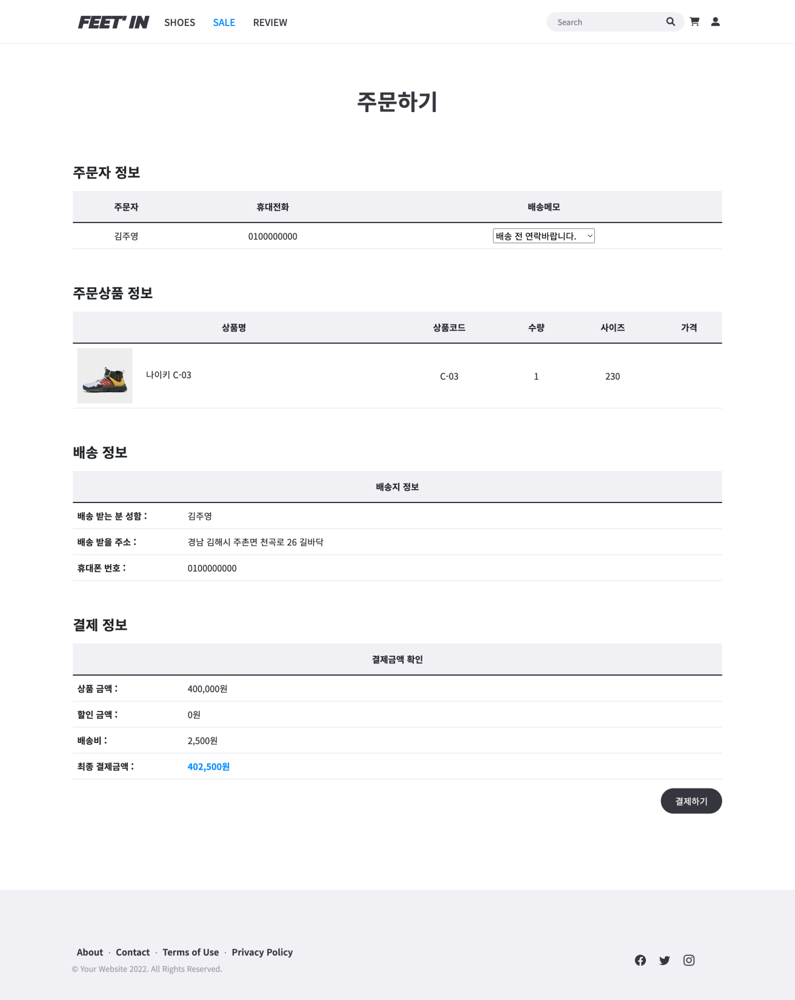 FEET' IN SHOES SALE REVIEW Search
주문하기
주문자 정보
주문자 휴대전화 배송메모
김주영 0100000000 배송 전 연락바랍니다.
주문상품 정보
상품명 상품코드 수량 사이즈 가격
나이키 C-03 C-03 1 230
배송 정보
배송지 정보
배송 받는 분 성함 : 김주영
배송 받을 주소 : 경남 김해시 주촌면 천곡로 26 길바닥
휴대폰 번호 : 0100000000
결제 정보
결제금액 확인
상품 금액 : 400,000원
할인 금액 : 0원
배송비 : 2,500원
최종 결제금액 : 402,500원
결제하기
About · Contact · Terms of Use · Privacy Policy
© Your Website 2022. All Rights Reserved.